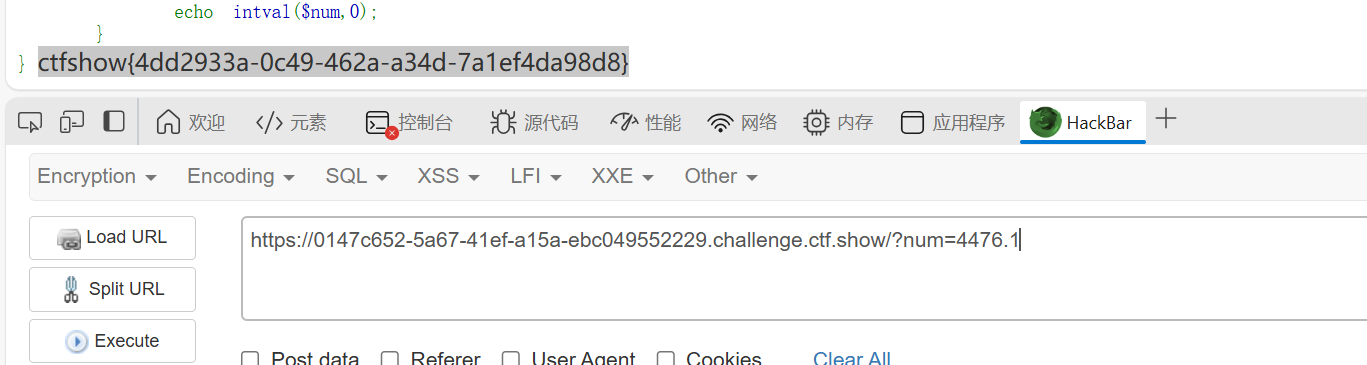 echo intval($num,0);
}
} ctfshow{4dd2933a-0c49-462a-a34d-7a1ef4da98d8}
欢迎 </> 元素 控制台 源代码 性能 网络 内存 应用程序 HackBar +
Encryption Encoding SQL XSS LFI XXE Other
Load URL
https://0147c652-5a67-41ef-a15a-ebc049552229.challenge.ctf.show/?num=4476.1
Split URL
Execute
Post data Referer User Agent Cookies Clear All